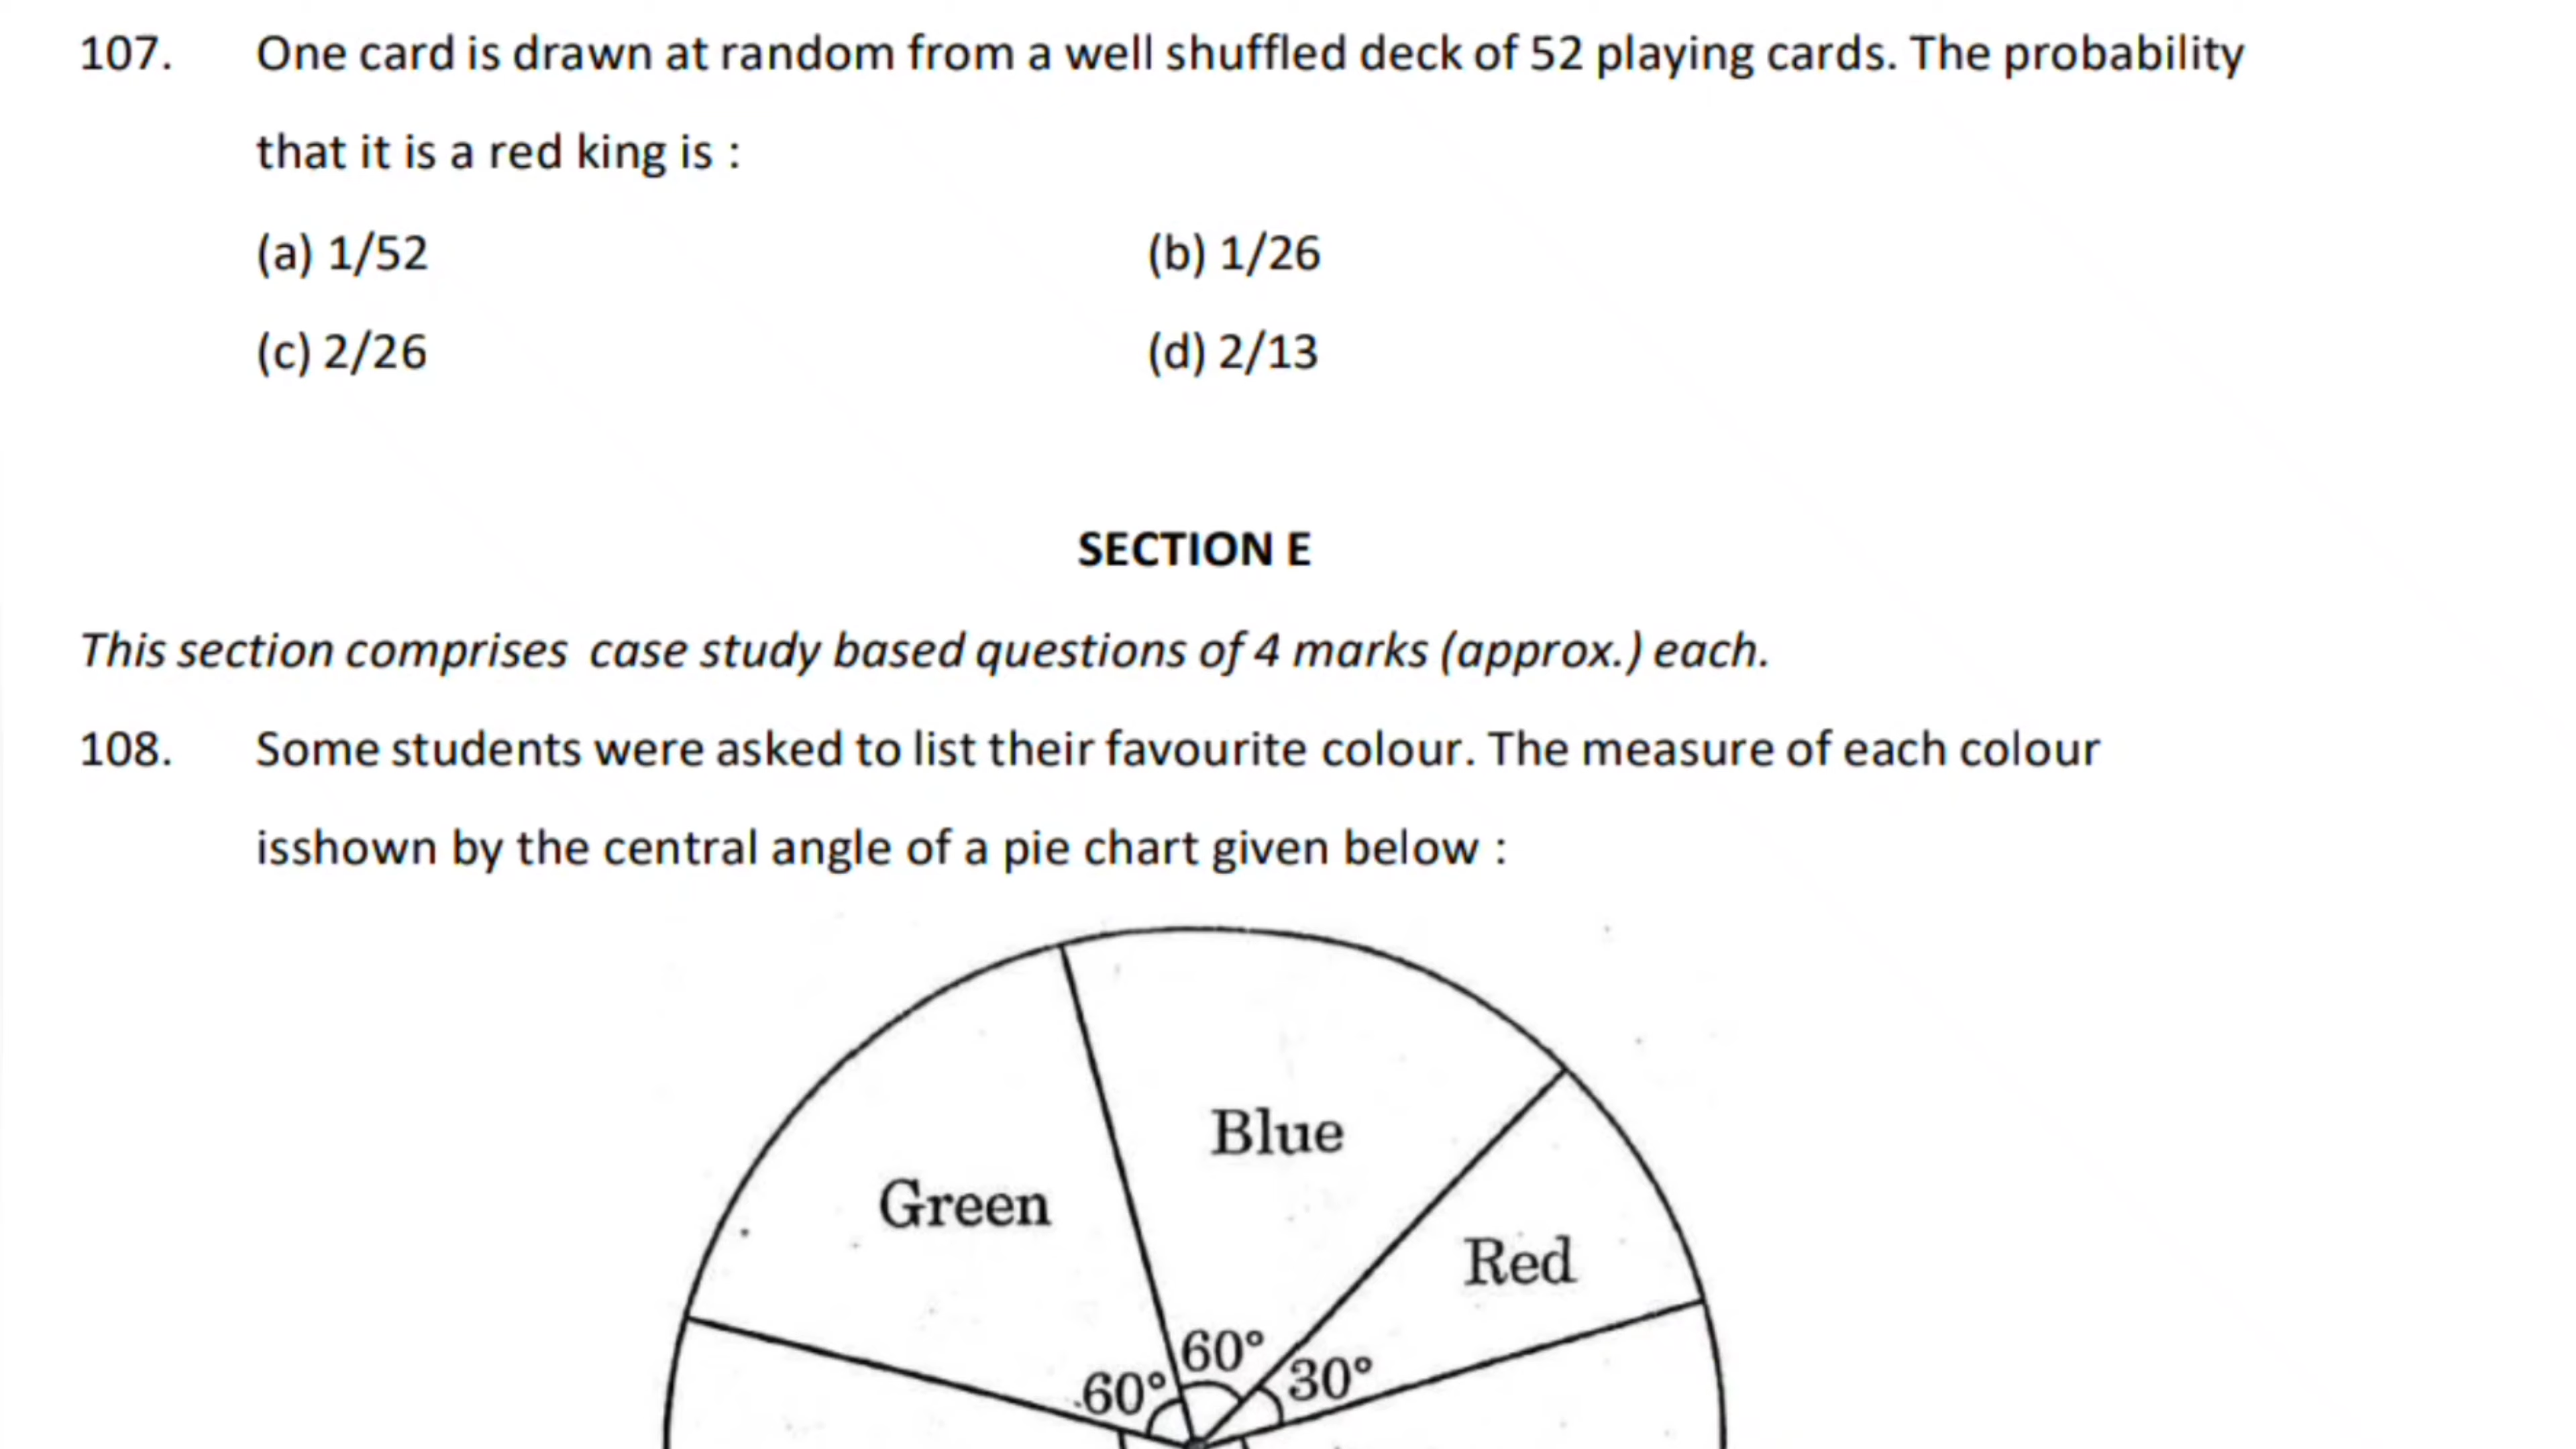 107. One card is drawn at random from a well shuffled deck of 52 playing cards. The probability
that it is a red king is :
(a) 1/52 (b) 1/26
(c) 2/26 (d) 2/13
SECTION E
This section comprises case study based questions of 4 marks (approx.) each.
108. Some students were asked to list their favourite colour. The measure of each colour
isshown by the central angle of a pie chart given below :
Blue
Green
Red
60°
60° 30°